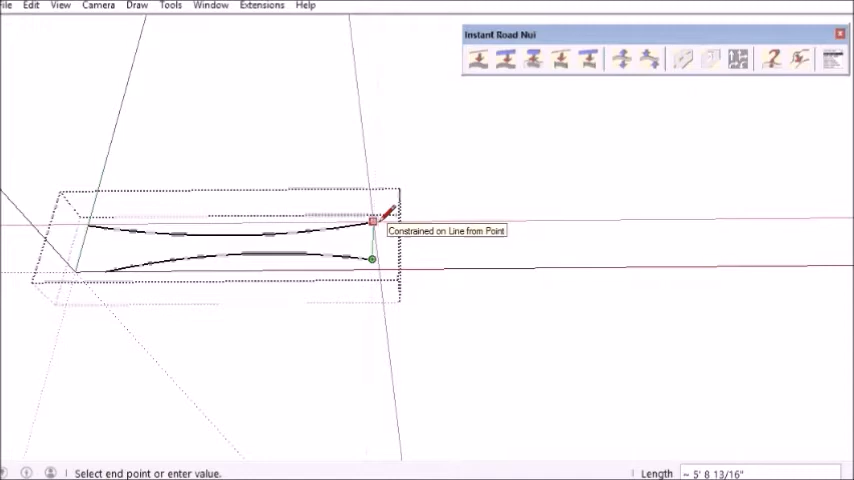 File Edit View Camera Draw Tools Window Extensions Help
Instant Road Nui
Constrained on Line from Point
Select end point or enter value.
Length ~ 5' 8 13/16"